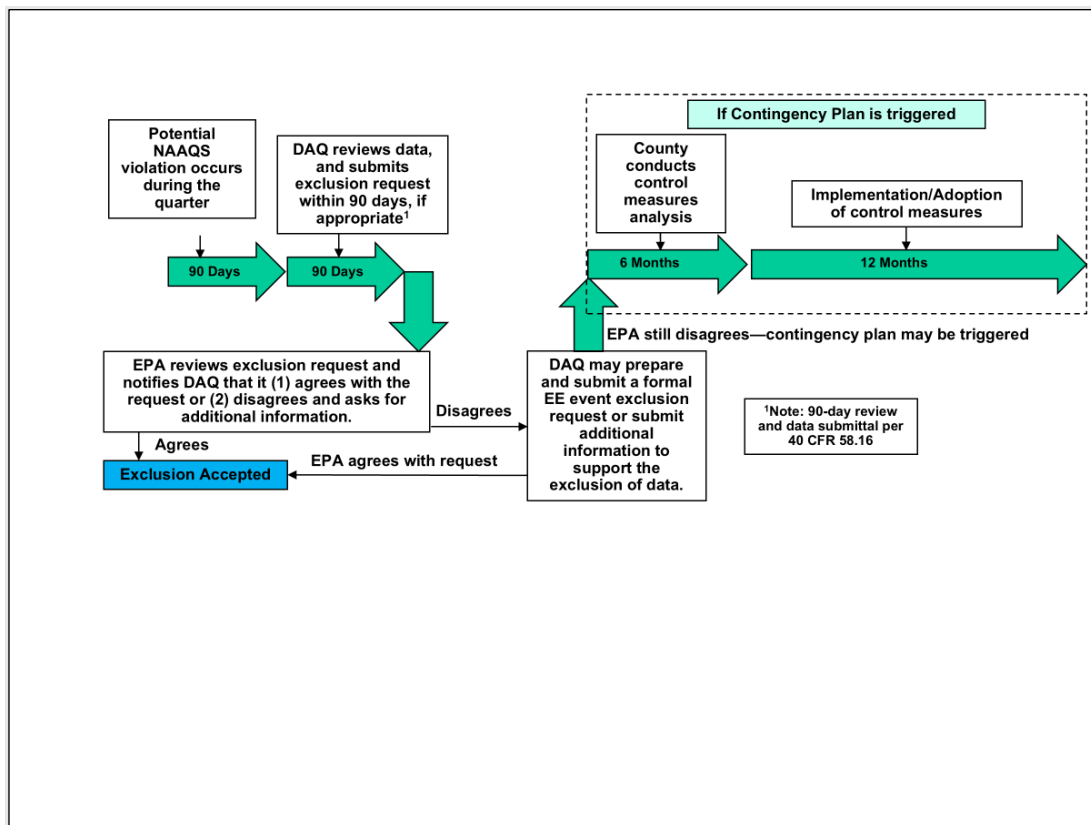 If Contingency Plan is triggered
Potential
NAAQS
violation occurs
during the
quarter
DAQ reviews data,
and submits
exclusion request
within 90 days, if
appropriate¹
County
conducts
control
measures
analysis
Implementation/Adoption
of control measures
90 Days
90 Days
6 Months
12 Months
EPA still disagrees—contingency plan may be triggered
EPA reviews exclusion request and
notifies DAQ that it (1) agrees with the
request or (2) disagrees and asks for
additional information.
Disagrees
Agrees
Exclusion Accepted
EPA agrees with request
DAQ may prepare
and submit a formal
EE event exclusion
request or submit
additional
information to
support the
exclusion of data.
¹Note: 90-day review
and data submittal per
40 CFR 58.16